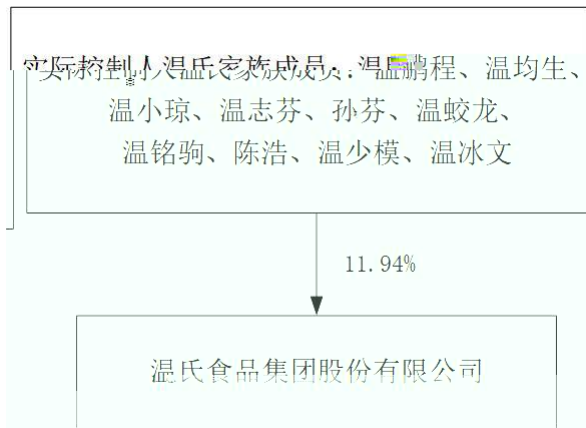 实际控制人温氏家族成员：温鹏程、温均生、
温小琼、温志芬、孙芬、温蛟龙、
温铭驹、陈浩、温少模、温冰文
11.94%
温氏食品集团股份有限公司